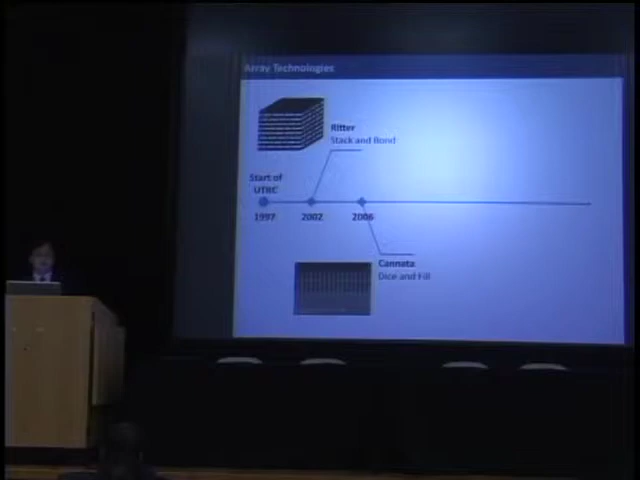 Array Technologies
Ritter
Stack and Bond
Start of
UTRC
1997
2002
2006
Cannata
Dice and Fill